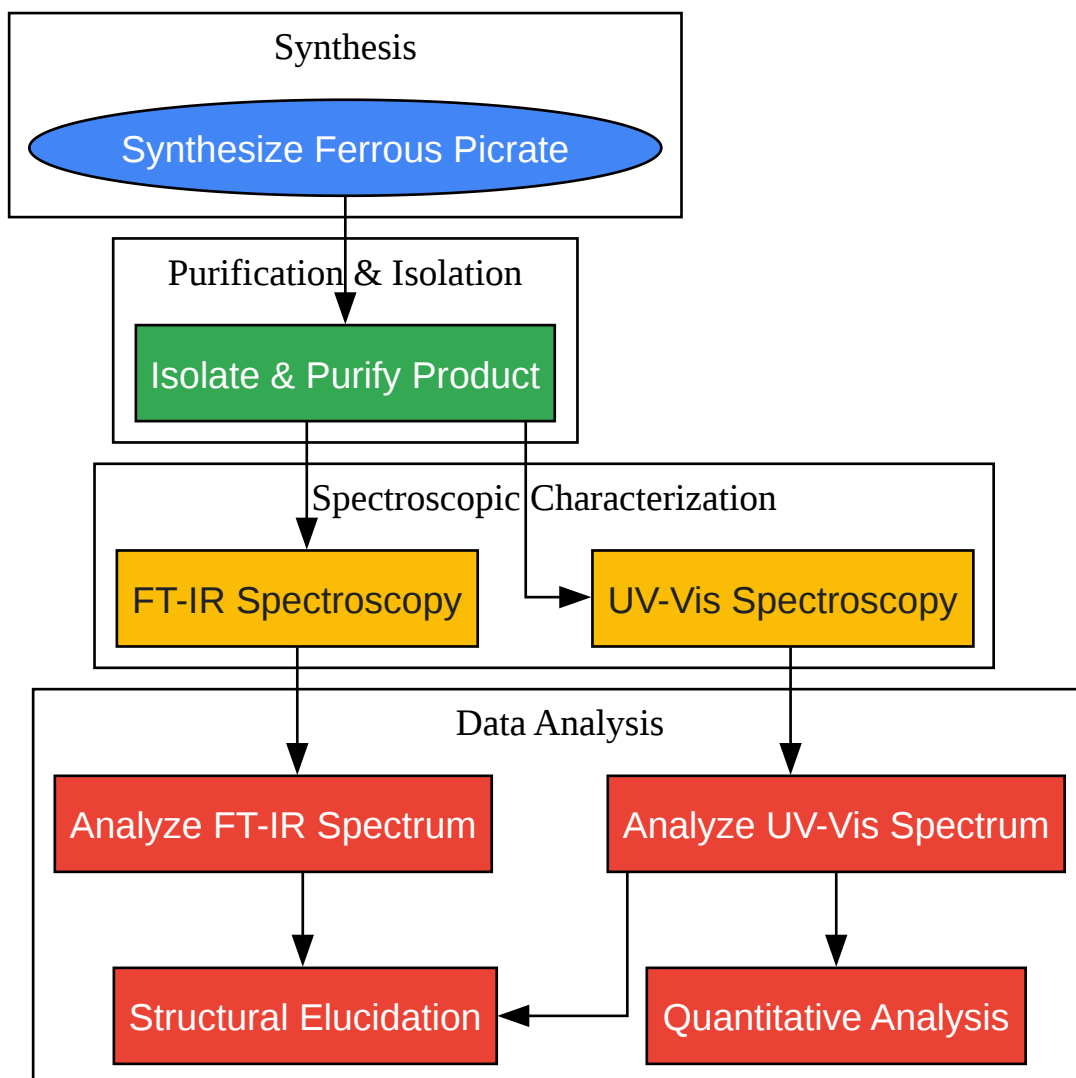 Synthesis
Synthesize Ferrous Picrate
Purification & Isolation
Isolate & Purify Product
Spectroscopic Characterization
FT-IR Spectroscopy
UV-Vis Spectroscopy
Data Analysis
Analyze FT-IR Spectrum
Analyze UV-Vis Spectrum
Structural Elucidation
Quantitative Analysis